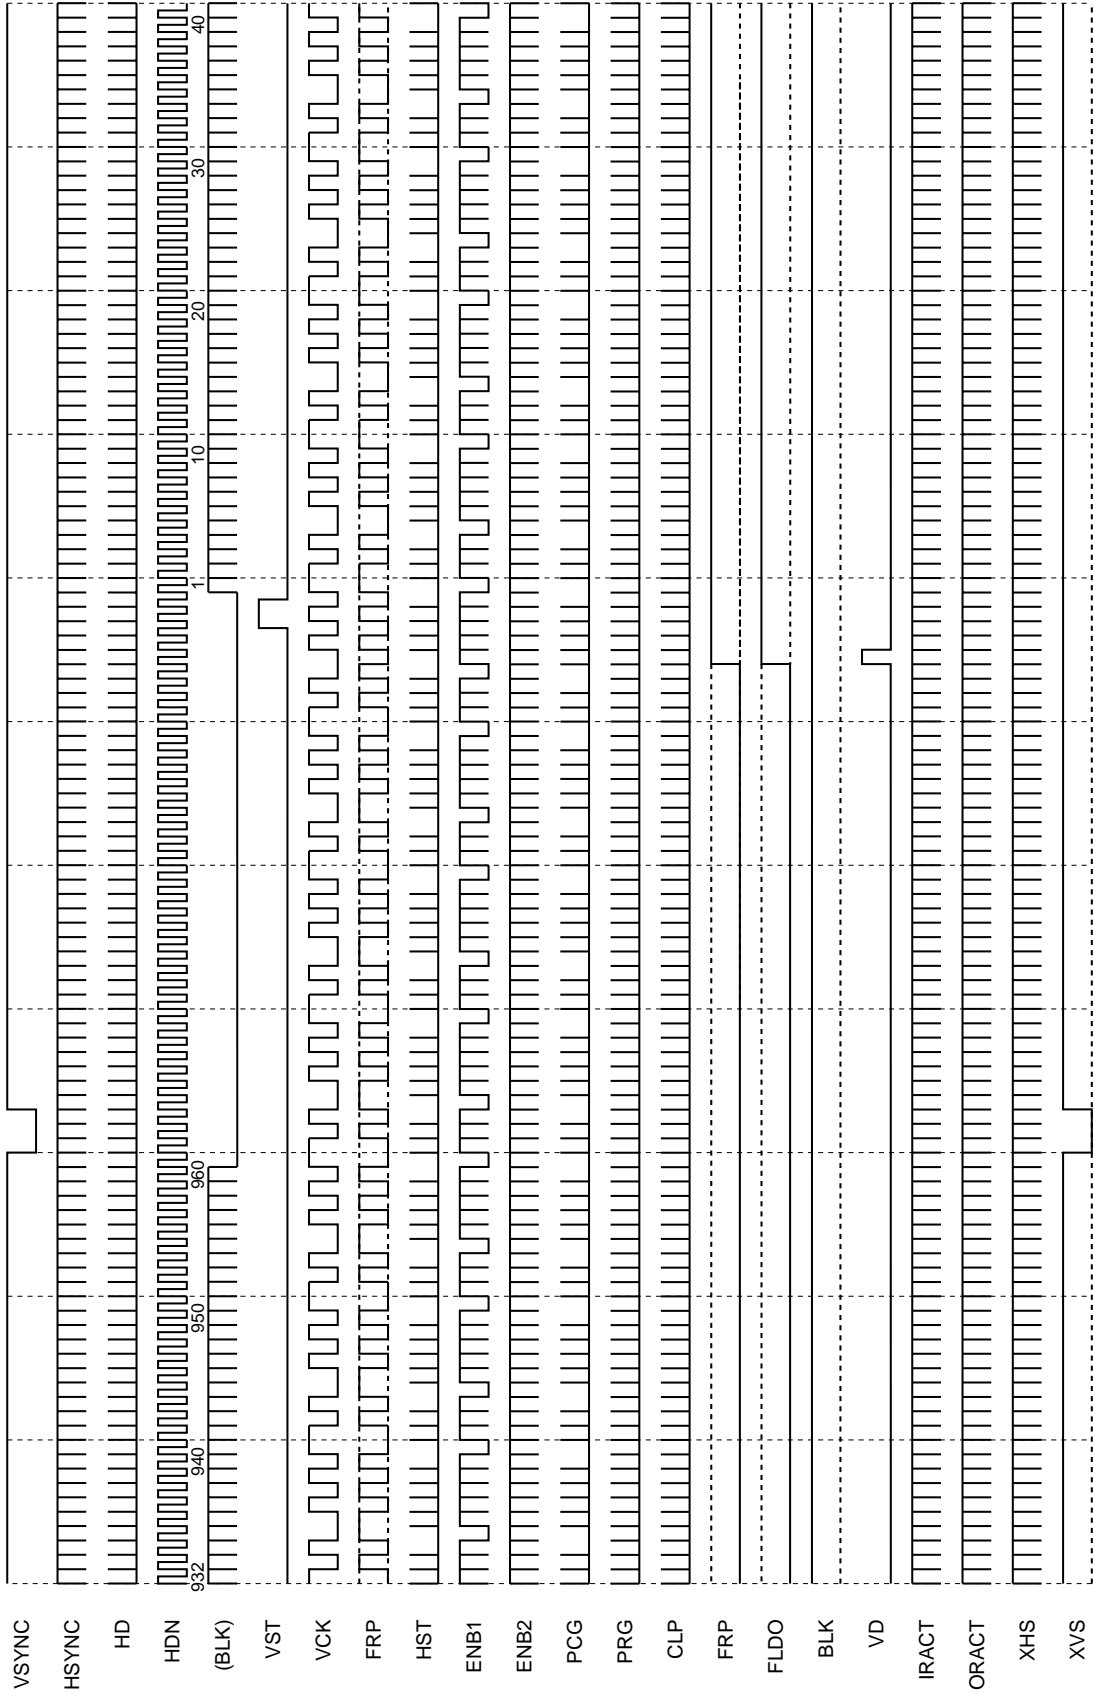 VSYNC
HSYNC
HD
HDN
(BLK)
VST
VCK
FRP
HST
ENB1
ENB2
PCG
PRG
CLP
FRP
FLDO
BLK
VD
IRACT
ORACT
XHS
XVS
932
940
950
960
1
10
20
30
40